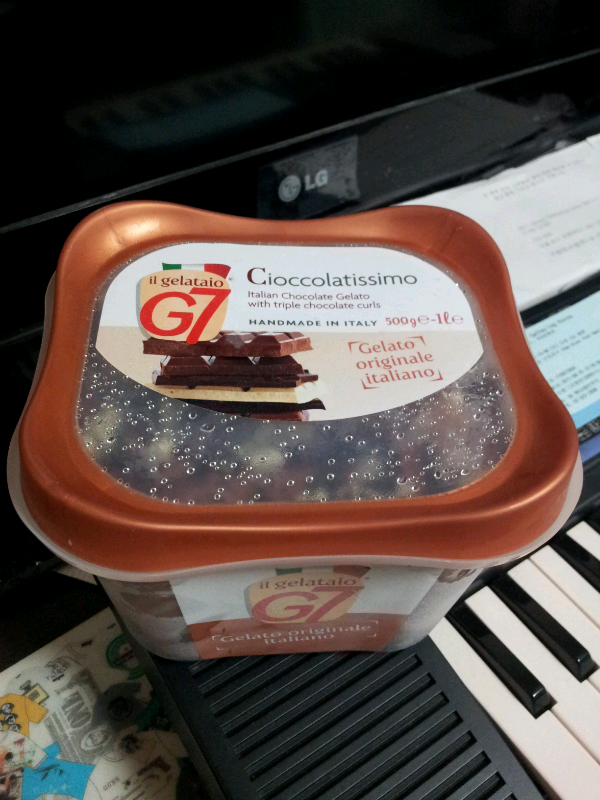 LG
il gelataio
G7
Cioccolatissimo
Italian Chocolate Gelato
with triple chocolate curls
HANDMADE IN ITALY 500g℮-1l℮
Gelato
originale
italiano
il gelataio
G7
Gelato originale
italiano